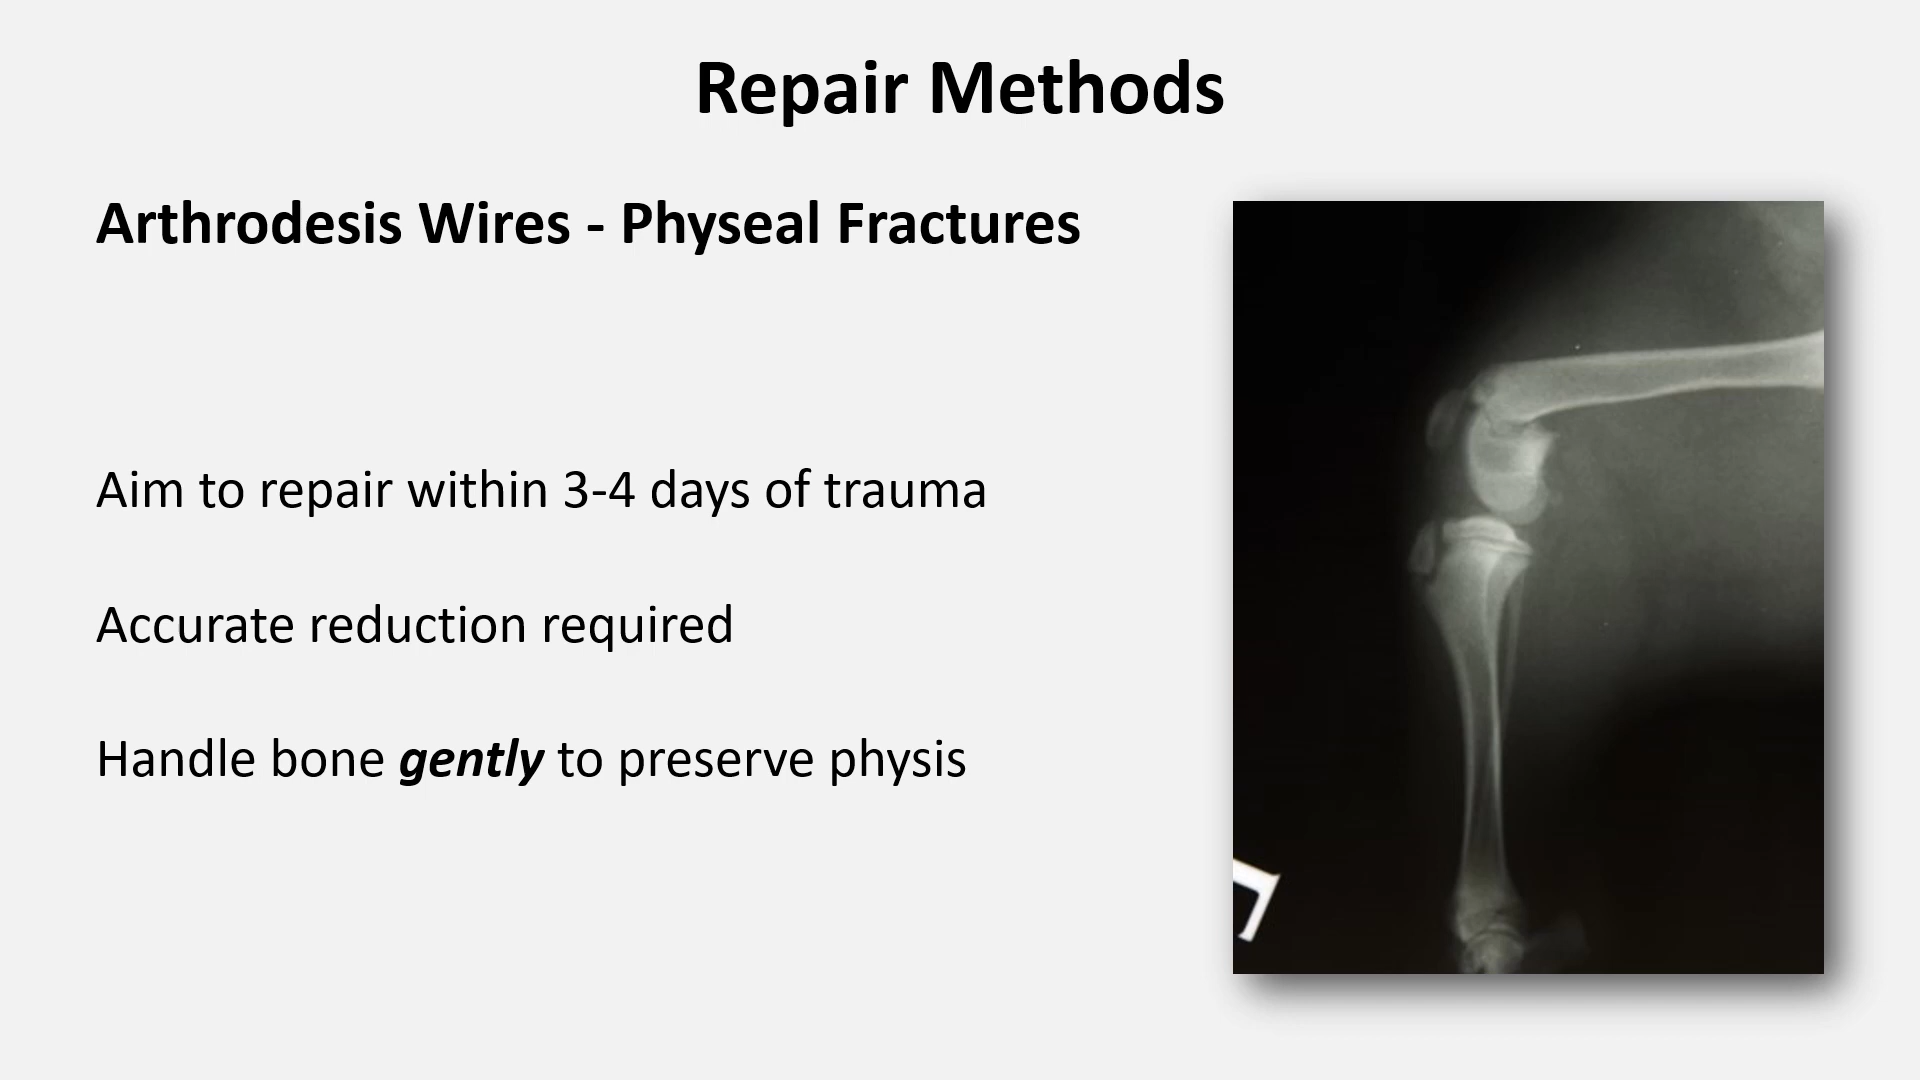 Repair Methods
Arthrodesis Wires - Physeal Fractures
Aim to repair within 3-4 days of trauma
Accurate reduction required
Handle bone gently to preserve physis
L